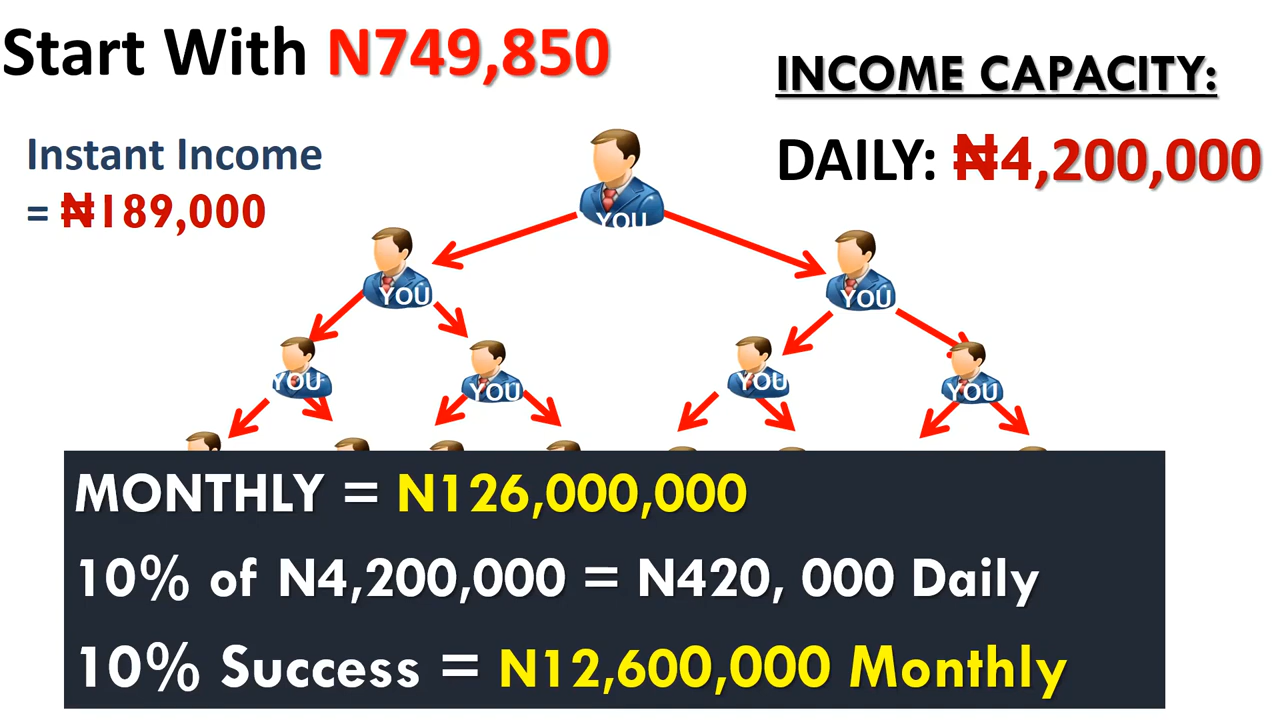 Start With N749,850
INCOME CAPACITY:
Instant Income
= ₦189,000
DAILY: ₦4,200,000
YOU
YOU
YOU
YOU
YOU
YOU
YOU
MONTHLY = N126,000,000
10% of N4,200,000 = N420, 000 Daily
10% Success = N12,600,000 Monthly